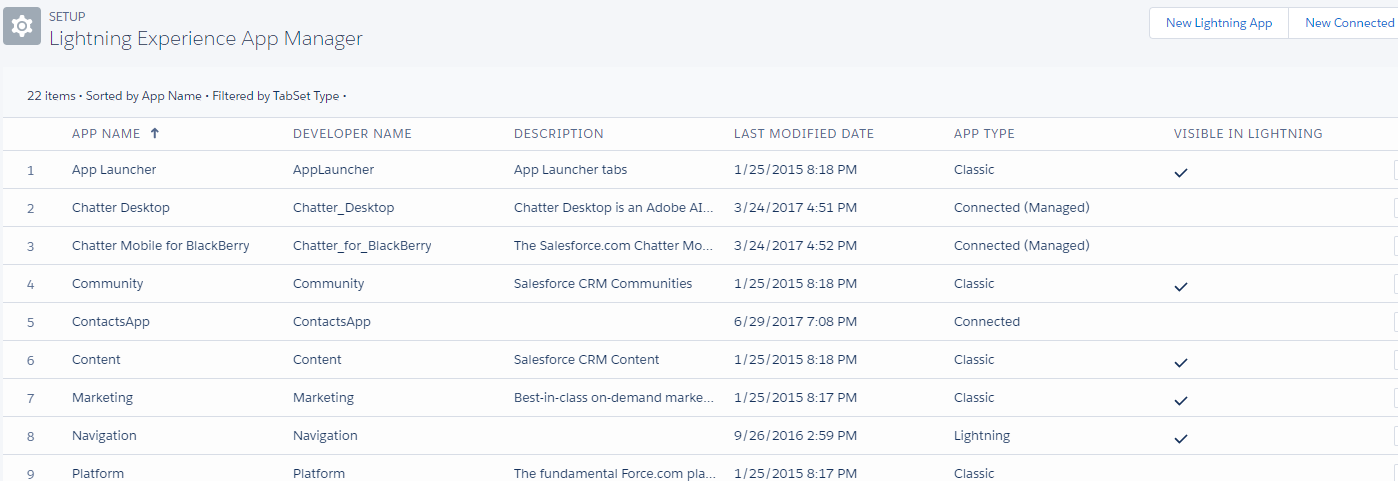 SETUP
Lightning Experience App Manager
New Lightning App New Connected
22 items • Sorted by App Name • Filtered by TabSet Type •
APP NAME ↑ DEVELOPER NAME DESCRIPTION LAST MODIFIED DATE APP TYPE VISIBLE IN LIGHTNING
1 App Launcher AppLauncher App Launcher tabs 1/25/2015 8:18 PM Classic ✓
2 Chatter Desktop Chatter_Desktop Chatter Desktop is an Adobe AI... 3/24/2017 4:51 PM Connected (Managed)
3 Chatter Mobile for BlackBerry Chatter_for_BlackBerry The Salesforce.com Chatter Mo... 3/24/2017 4:52 PM Connected (Managed)
4 Community Community Salesforce CRM Communities 1/25/2015 8:18 PM Classic ✓
5 ContactsApp ContactsApp 6/29/2017 7:08 PM Connected
6 Content Content Salesforce CRM Content 1/25/2015 8:18 PM Classic ✓
7 Marketing Marketing Best-in-class on-demand marke... 1/25/2015 8:17 PM Classic ✓
8 Navigation Navigation 9/26/2016 2:59 PM Lightning ✓
9 Platform Platform The fundamental Force.com pla... 1/25/2015 8:17 PM Classic